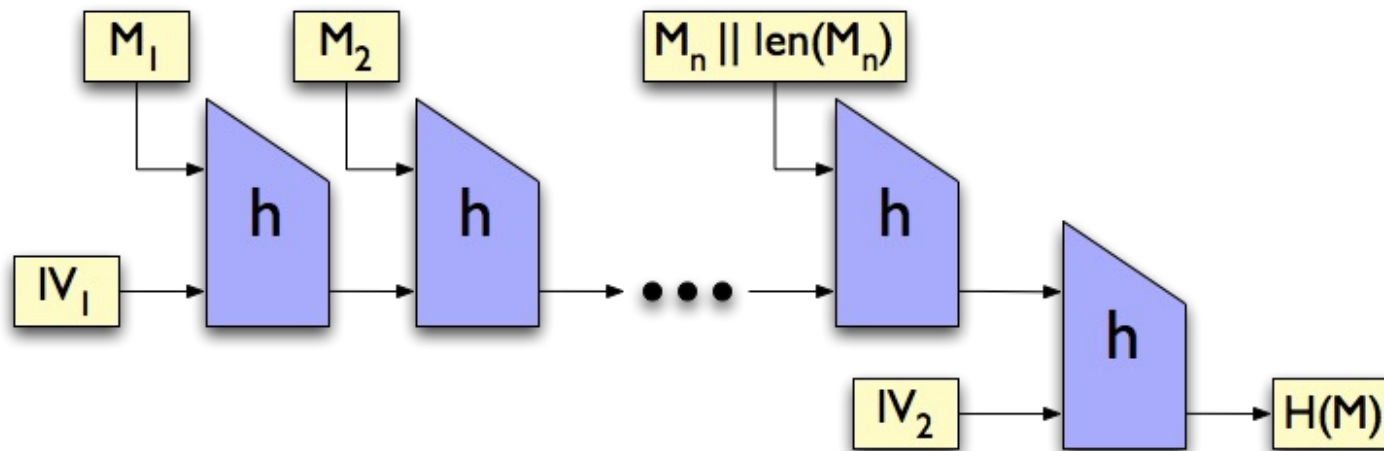 M₁
M₂
Mₙ || len(Mₙ)
h
h
h
IV₁
h
IV₂
H(M)